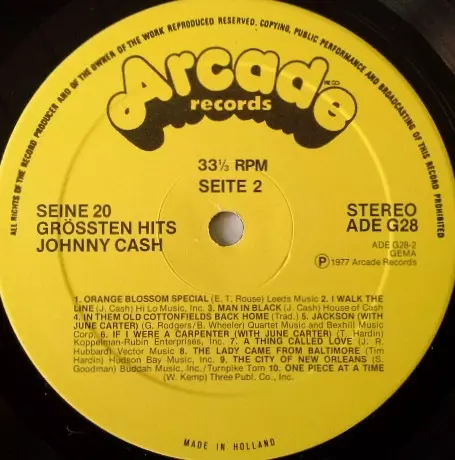 ALL RIGHTS OF THE RECORD PRODUCER AND OF THE OWNER OF THE WORK REPRODUCED RESERVED, COPYING, PUBLIC PERFORMANCE AND BROADCASTING OF THIS RECORD PROHIBITED
Arcade
records
33⅓ RPM
SEITE 2
SEINE 20
GRÖSSTEN HITS
JOHNNY CASH
STEREO
ADE G28
ADE G28-2
GEMA
Ⓟ 1977 Arcade Records
1. ORANGE BLOSSOM SPECIAL (E. T. Rouse) Leeds Music 2. I WALK THE
LINE (J. Cash) Hi Lo Music, Inc. 3. MAN IN BLACK (J. Cash) House of Cash
4. IN THEM OLD COTTONFIELDS BACK HOME (Trad.) 5. JACKSON (WITH
JUNE CARTER) (G. Rodgers/B. Wheeler) Quartet Music and Bexhill Music
Corp. 6. IF I WERE A CARPENTER (WITH JUNE CARTER) (T. Hardin)
Koppelman-Rubin Enterprises, Inc. 7. A THING CALLED LOVE (J. R.
Hubbard) Vector Music 8. THE LADY CAME FROM BALTIMORE (Tim
Hardin) Hudson Bay Music, Inc. 9. THE CITY OF NEW ORLEANS (S.
Goodman) Buddah Music, Inc./Turnpike Tom 10. ONE PIECE AT A TIME
(W. Kemp) Three Publ. Co., Inc.
MADE IN HOLLAND